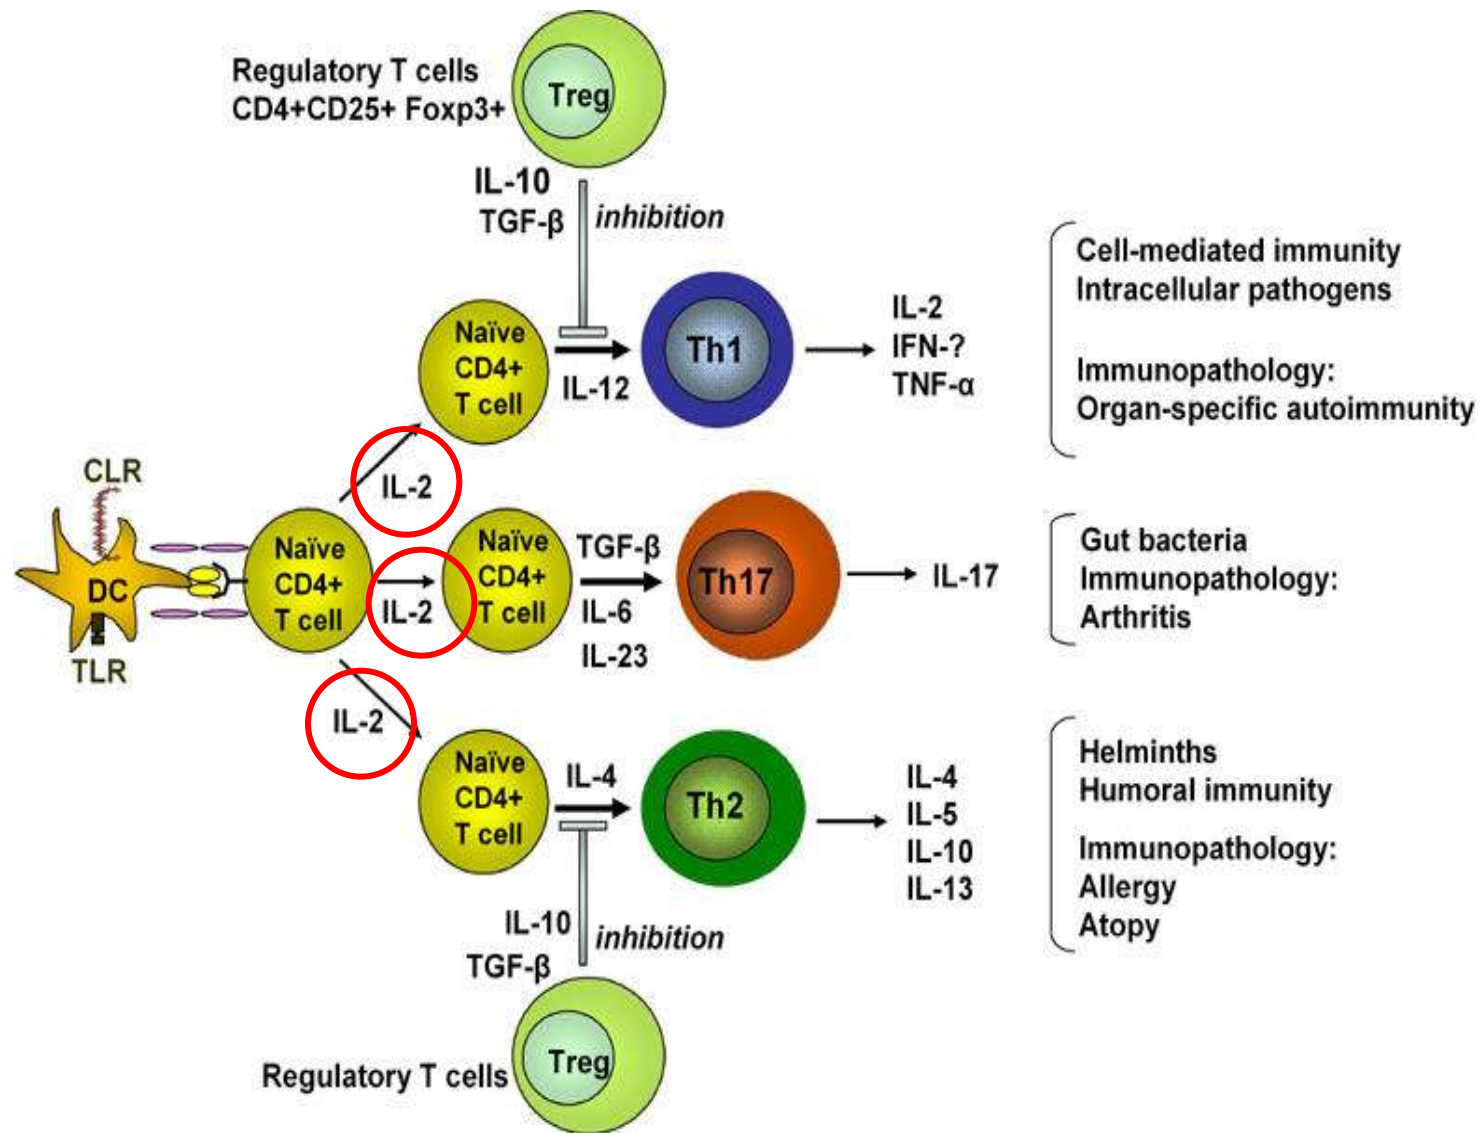 Regulatory T cells
CD4+CD25+ Foxp3+
Treg
IL-10
TGF-β
inhibition
Naïve
CD4+
T cell
IL-12
Th1
IL-2
IFN-?
TNF-α
Cell-mediated immunity
Intracellular pathogens
Immunopathology:
Organ-specific autoimmunity
IL-2
CLR
DC
TLR
Naïve
CD4+
T cell
IL-2
Naïve
CD4+
T cell
TGF-β
IL-6
IL-23
Th17
IL-17
Gut bacteria
Immunopathology:
Arthritis
IL-2
Naïve
CD4+
T cell
IL-4
Th2
IL-4
IL-5
IL-10
IL-13
Helminths
Humoral immunity
Immunopathology:
Allergy
Atopy
IL-10
TGF-β
inhibition
Regulatory T cells
Treg